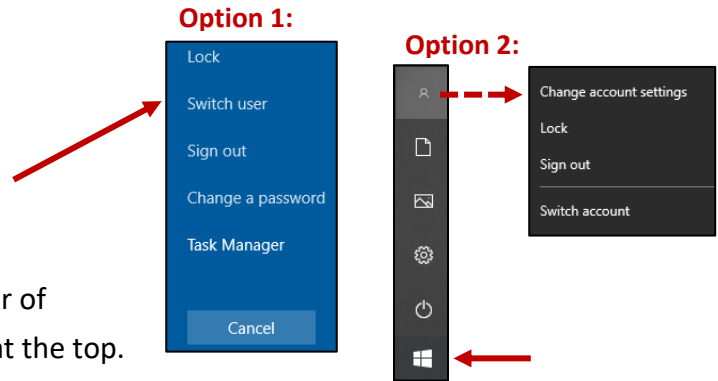 Option 1:
Lock
Switch user
Sign out
Change a password
Task Manager
Cancel
Option 2:
Change account settings
Lock
Sign out
Switch account
r of
at the top.